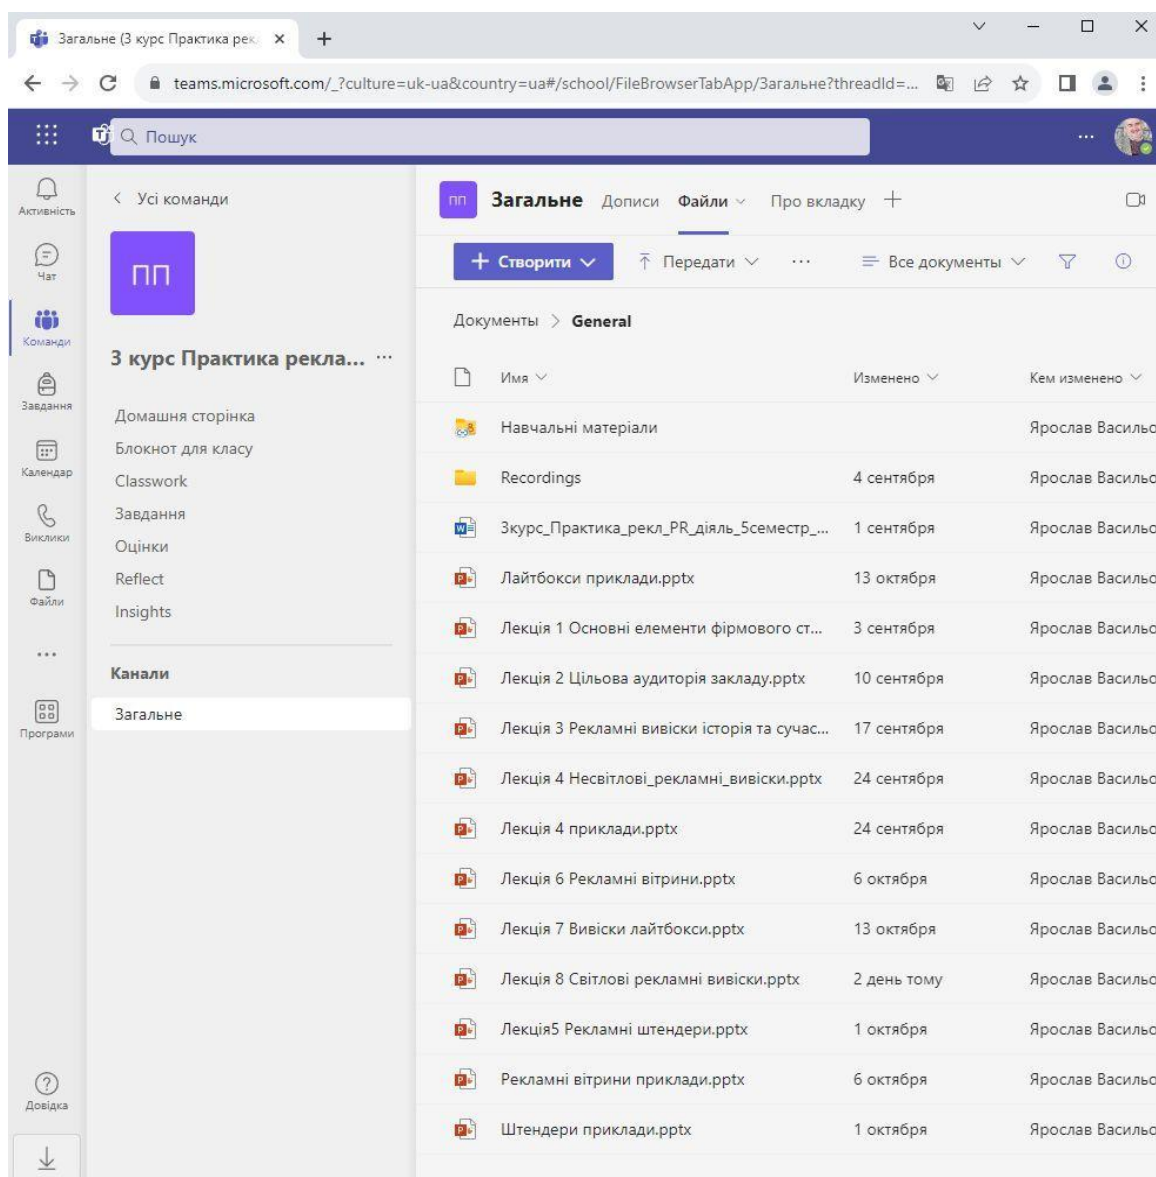 Загальне (3 курс Практика рек
teams.microsoft.com/_?culture=uk-ua&country=ua#/school/FileBrowserTabApp/Загальне?threadId=...
Пошук
Активність
Чат
Команди
Завдання
Календар
Виклики
Файли
Програми
Довідка
Усі команди
ПП
3 курс Практика рекла... ...
Домашня сторінка
Блокнот для класу
Classwork
Завдання
Оцінки
Reflect
Insights
Канали
Загальне
ПП Загальне Дописи Файли Про вкладку
Створити Передати ... Все документы
Документы > General
Имя Изменено Кем изменено
Навчальні матеріали Ярослав Васильо
Recordings 4 сентября Ярослав Васильо
3курс_Практика_рекл_PR_діяль_5семестр_... 1 сентября Ярослав Васильо
Лайтбокси приклади.pptx 13 октября Ярослав Васильо
Лекція 1 Основні елементи фірмового ст... 3 сентября Ярослав Васильо
Лекція 2 Цільова аудиторія закладу.pptx 10 сентября Ярослав Васильо
Лекція 3 Рекламні вивіски історія та сучас... 17 сентября Ярослав Васильо
Лекція 4 Несвітлові_рекламні_вивіски.pptx 24 сентября Ярослав Васильо
Лекція 4 приклади.pptx 24 сентября Ярослав Васильо
Лекція 6 Рекламні вітрини.pptx 6 октября Ярослав Васильо
Лекція 7 Вивіски лайтбокси.pptx 13 октября Ярослав Васильо
Лекція 8 Світлові рекламні вивіски.pptx 2 день тому Ярослав Васильо
Лекція5 Рекламні штендери.pptx 1 октября Ярослав Васильо
Рекламні вітрини приклади.pptx 6 октября Ярослав Васильо
Штендери приклади.pptx 1 октября Ярослав Васильо